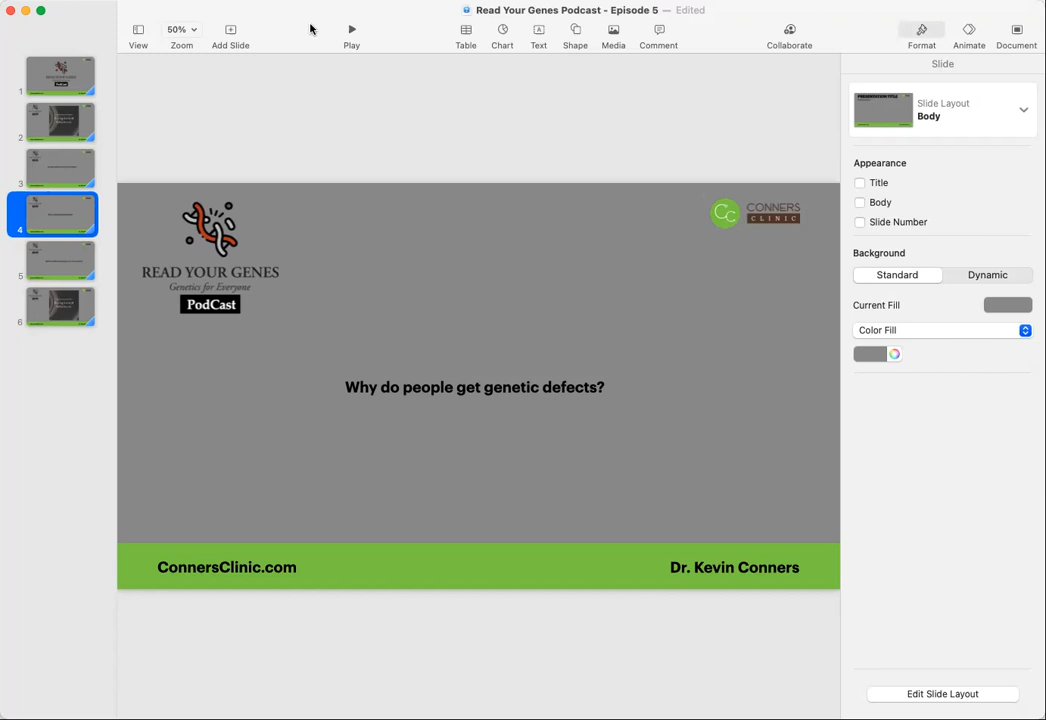 Read Your Genes Podcast - Episode 5 — Edited
50%
View
Zoom
Add Slide
Play
Table
Chart
Text
Shape
Media
Comment
Collaborate
Format
Animate
Document
1
2
3
4
5
6
READ YOUR GENES
Genetics for Everyone
PodCast
CC
CONNERS
CLINIC
Why do people get genetic defects?
ConnersClinic.com
Dr. Kevin Conners
Slide
Slide Layout
Body
Appearance
Title
Body
Slide Number
Background
Standard
Dynamic
Current Fill
Color Fill
Edit Slide Layout